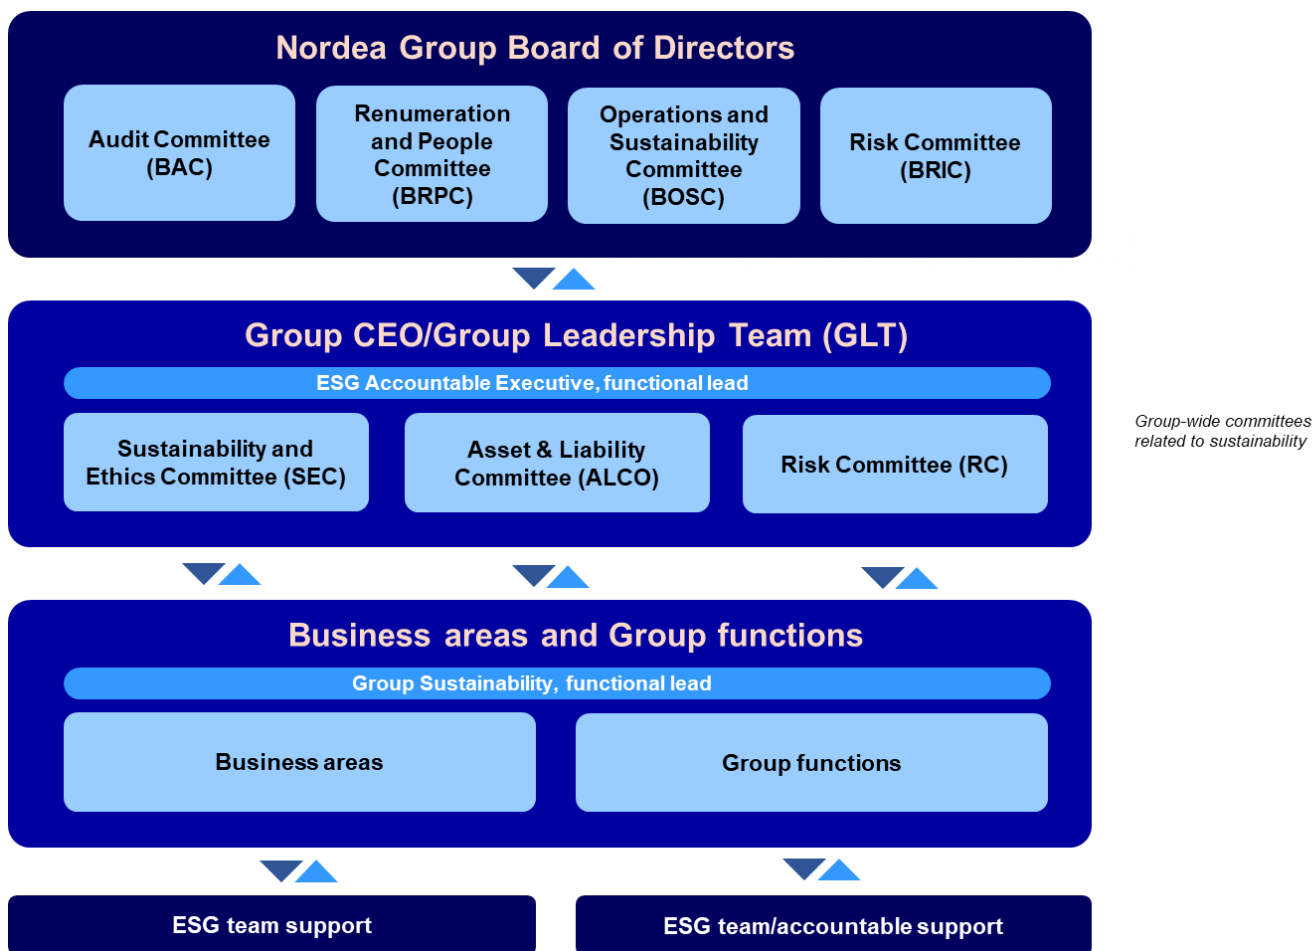 Nordea Group Board of Directors
Audit Committee
(BAC)
Renumeration
and People
Committee
(BRPC)
Operations and
Sustainability
Committee
(BOSC)
Risk Committee
(BRIC)
Group CEO/Group Leadership Team (GLT)
ESG Accountable Executive, functional lead
Sustainability and
Ethics Committee (SEC)
Asset & Liability
Committee (ALCO)
Risk Committee (RC)
Group-wide committees
related to sustainability
Business areas and Group functions
Group Sustainability, functional lead
Business areas
Group functions
ESG team support
ESG team/accountable support